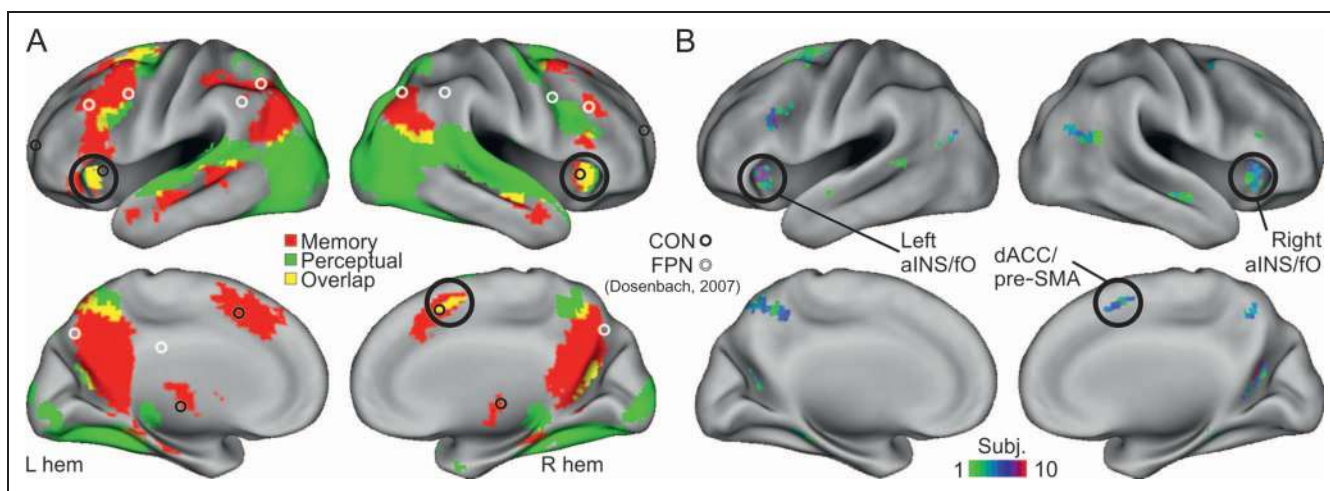 A
B
Memory
Perceptual
Overlap
CON
FPN
(Dosenbach, 2007)
Left
aINS/fO
dACC/
pre-SMA
Right
aINS/fO
L hem
R hem
Subj.
1 10